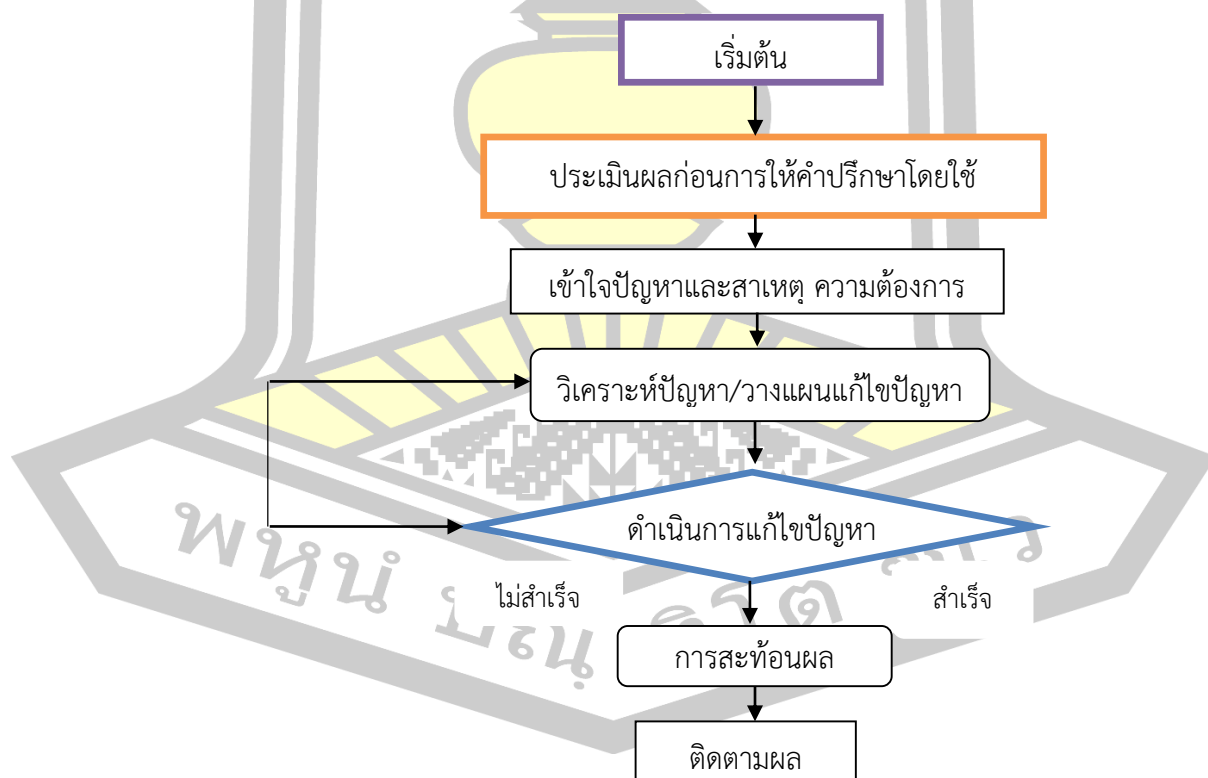 เริ่มต้น
ประเมินผลก่อนการให้คำปรึกษาโดยใช้
เข้าใจปัญหาและสาเหตุ ความต้องการ
วิเคราะห์ปัญหา/วางแผนแก้ไขปัญหา
ดำเนินการแก้ไขปัญหา
ไม่สำเร็จ
สำเร็จ
การสะท้อนผล
ติดตามผล
พหูนํ